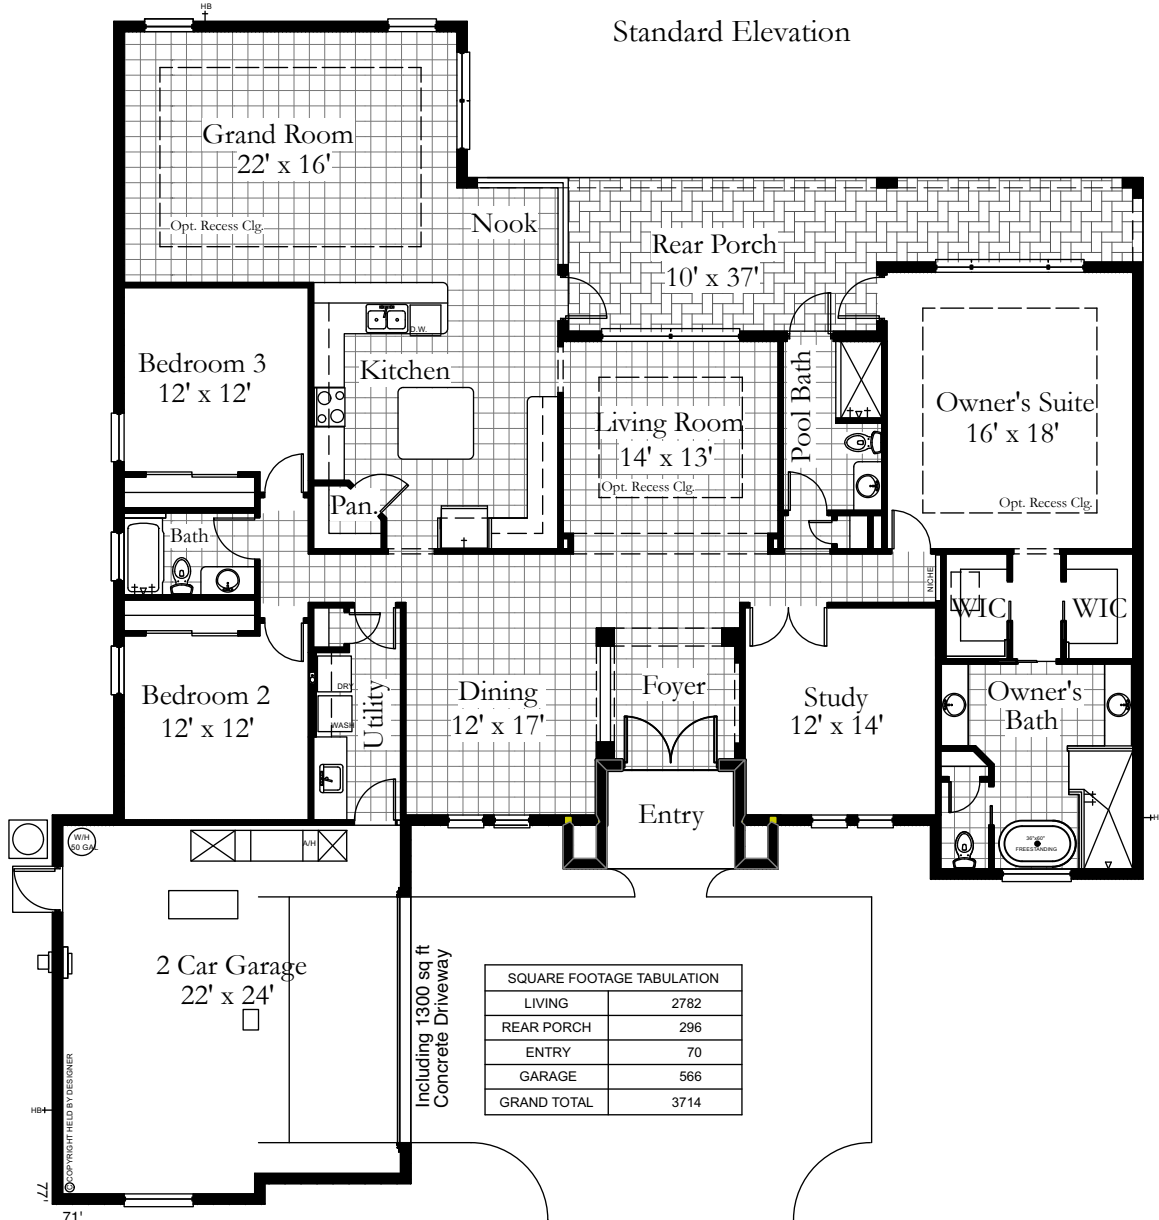 HB
Standard Elevation
Grand Room
22' x 16'
Opt. Recess Clg.
Nook
Rear Porch
10' x 37'
D.W.
Bedroom 3
12' x 12'
Kitchen
Living Room
14' x 13'
Opt. Recess Clg.
Pool Bath
Owner's Suite
16' x 18'
Opt. Recess Clg.
Pan.
Bath
NICHE
WIC
WIC
Bedroom 2
12' x 12'
DRY
WASH
Utility
Dining
12' x 17'
Foyer
Study
12' x 14'
Owner's
Bath
Entry
W/H
50 GAL
A/H
36"x60"
FREESTANDING
H
2 Car Garage
22' x 24'
Including 1300 sq ft
Concrete Driveway
SQUARE FOOTAGE TABULATION
LIVING 2782
REAR PORCH 296
ENTRY 70
GARAGE 566
GRAND TOTAL 3714
HB
©COPYRIGHT HELD BY DESIGNER
77'
71'